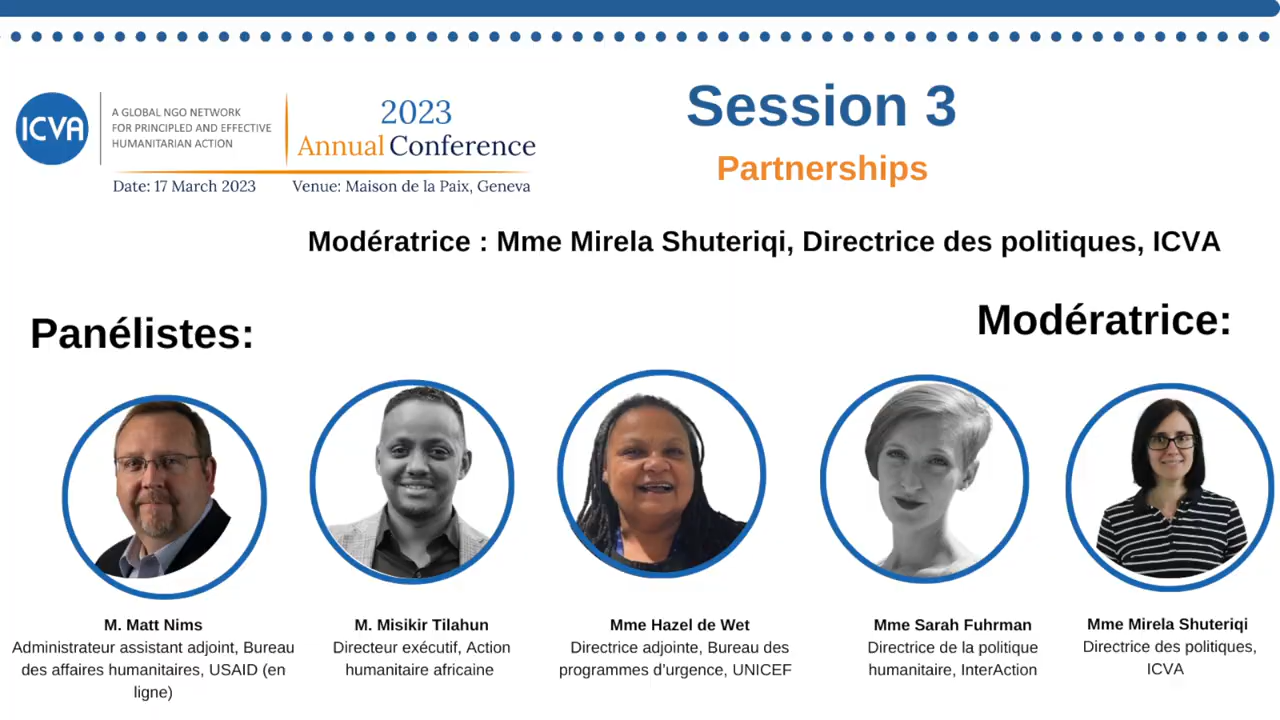 ICVA
A GLOBAL NGO NETWORK
FOR PRINCIPLED AND EFFECTIVE
HUMANITARIAN ACTION
2023
Annual Conference
Date: 17 March 2023
Venue: Maison de la Paix, Geneva
Session 3
Partnerships
Modératrice : Mme Mirela Shuteriqi, Directrice des politiques, ICVA
Panélistes:
Modératrice:
M. Matt Nims
Administrateur assistant adjoint, Bureau
des affaires humanitaires, USAID (en
ligne)
M. Misikir Tilahun
Directeur exécutif, Action
humanitaire africaine
Mme Hazel de Wet
Directrice adjointe, Bureau des
programmes d'urgence, UNICEF
Mme Sarah Fuhrman
Directrice de la politique
humanitaire, InterAction
Mme Mirela Shuteriqi
Directrice des politiques,
ICVA